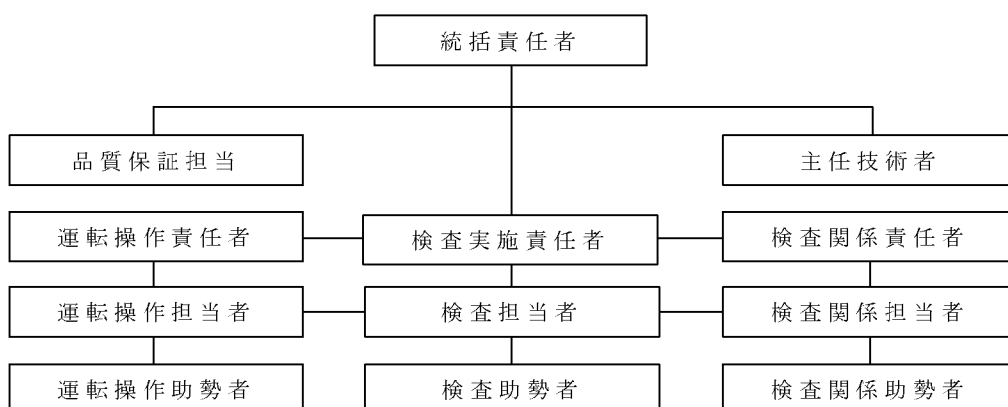 統括責任者
品質保証担当
主任技術者
運転操作責任者
検査実施責任者
検査関係責任者
運転操作担当者
検査担当者
検査関係担当者
運転操作助勢者
検査助勢者
検査関係助勢者